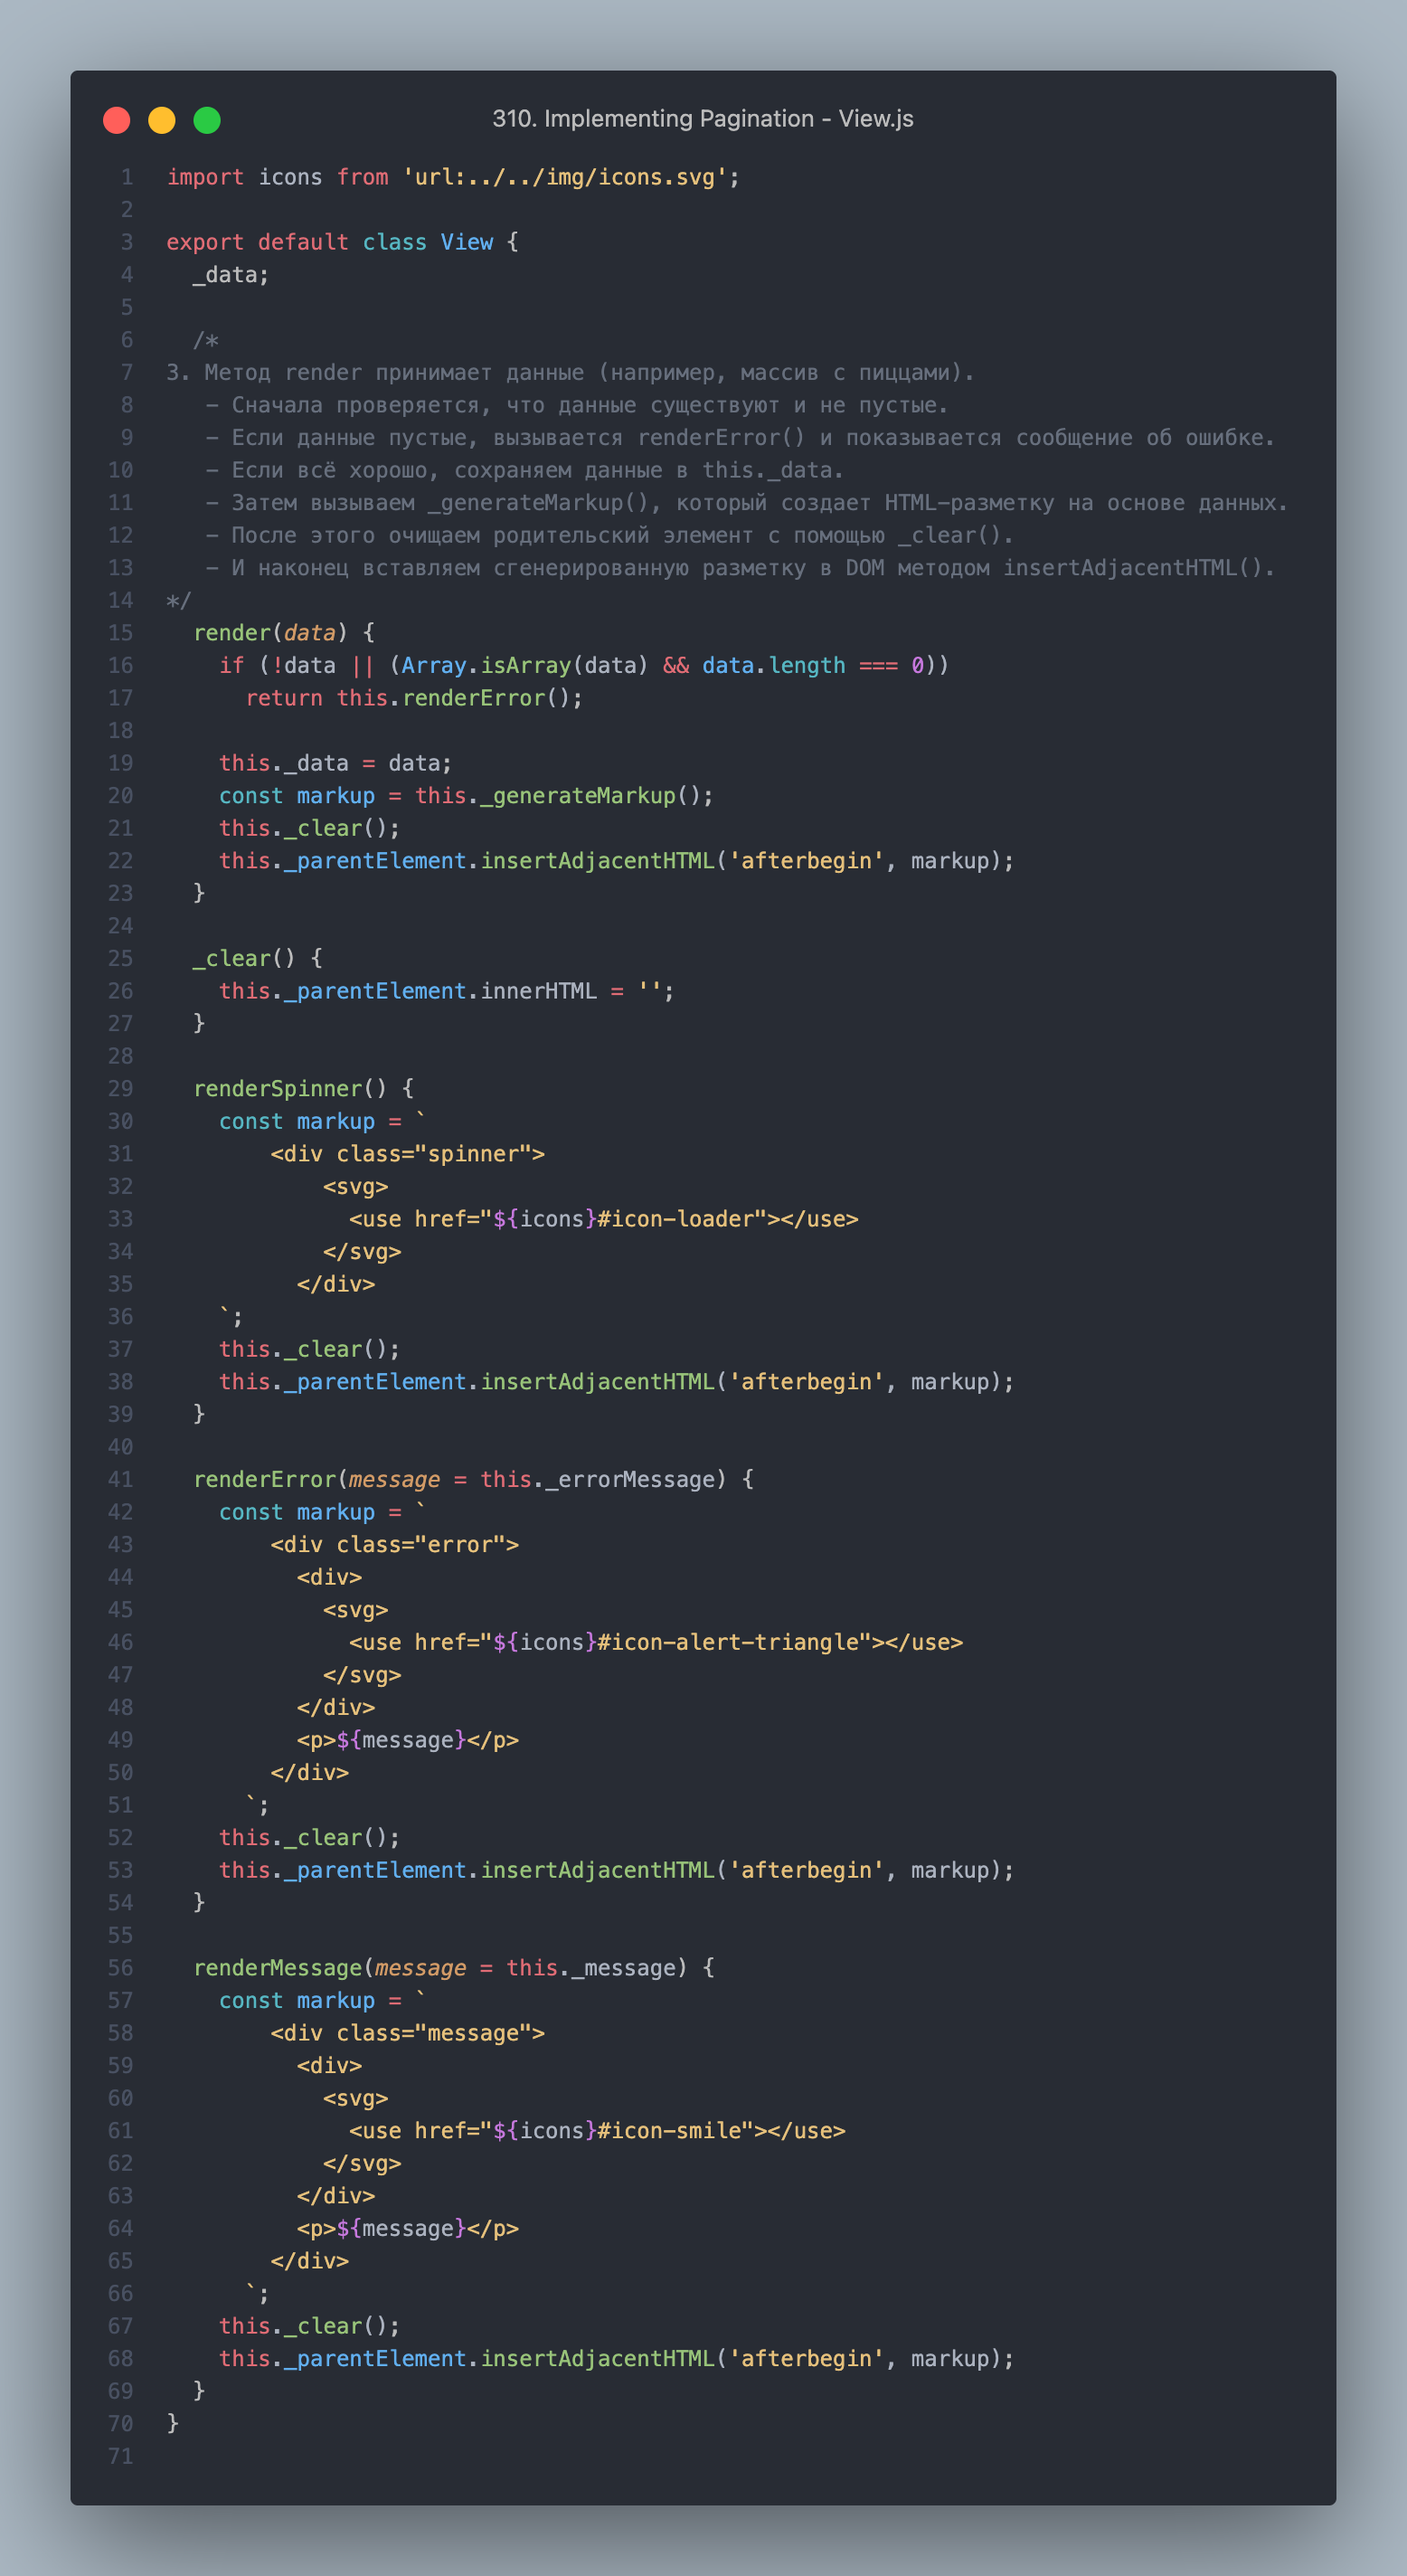 310. Implementing Pagination - View.js
1 import icons from 'url:../../img/icons.svg';
2
3 export default class View {
4   _data;
5
6   /*
7 3. Метод render принимает данные (например, массив с пиццами).
8    - Сначала проверяется, что данные существуют и не пустые.
9    - Если данные пустые, вызывается renderError() и показывается сообщение об ошибке.
10    - Если всё хорошо, сохраняем данные в this._data.
11    - Затем вызываем _generateMarkup(), который создает HTML-разметку на основе данных.
12    - После этого очищаем родительский элемент с помощью _clear().
13    - И наконец вставляем сгенерированную разметку в DOM методом insertAdjacentHTML().
14 */
15   render(data) {
16     if (!data || (Array.isArray(data) && data.length === 0))
17       return this.renderError();
18
19     this._data = data;
20     const markup = this._generateMarkup();
21     this._clear();
22     this._parentElement.insertAdjacentHTML('afterbegin', markup);
23   }
24
25   _clear() {
26     this._parentElement.innerHTML = '';
27   }
28
29   renderSpinner() {
30     const markup = `
31         <div class="spinner">
32             <svg>
33               <use href="${icons}#icon-loader"></use>
34             </svg>
35           </div>
36     `;
37     this._clear();
38     this._parentElement.insertAdjacentHTML('afterbegin', markup);
39   }
40
41   renderError(message = this._errorMessage) {
42     const markup = `
43         <div class="error">
44           <div>
45             <svg>
46               <use href="${icons}#icon-alert-triangle"></use>
47             </svg>
48           </div>
49           <p>${message}</p>
50         </div>
51       `;
52     this._clear();
53     this._parentElement.insertAdjacentHTML('afterbegin', markup);
54   }
55
56   renderMessage(message = this._message) {
57     const markup = `
58         <div class="message">
59           <div>
60             <svg>
61               <use href="${icons}#icon-smile"></use>
62             </svg>
63           </div>
64           <p>${message}</p>
65         </div>
66       `;
67     this._clear();
68     this._parentElement.insertAdjacentHTML('afterbegin', markup);
69   }
70 }
71